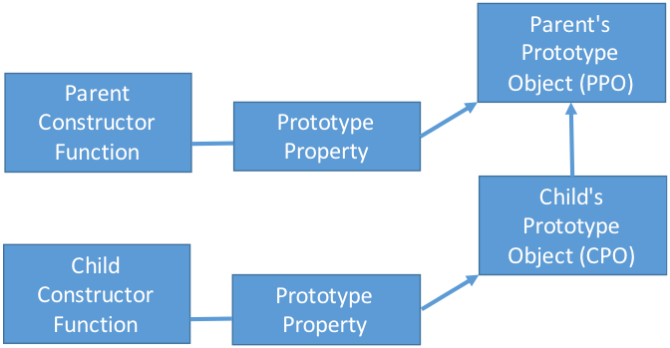 Parent's
Prototype
Object (PPO)
Parent
Constructor
Function
Prototype
Property
Child's
Prototype
Object (CPO)
Child
Constructor
Function
Prototype
Property